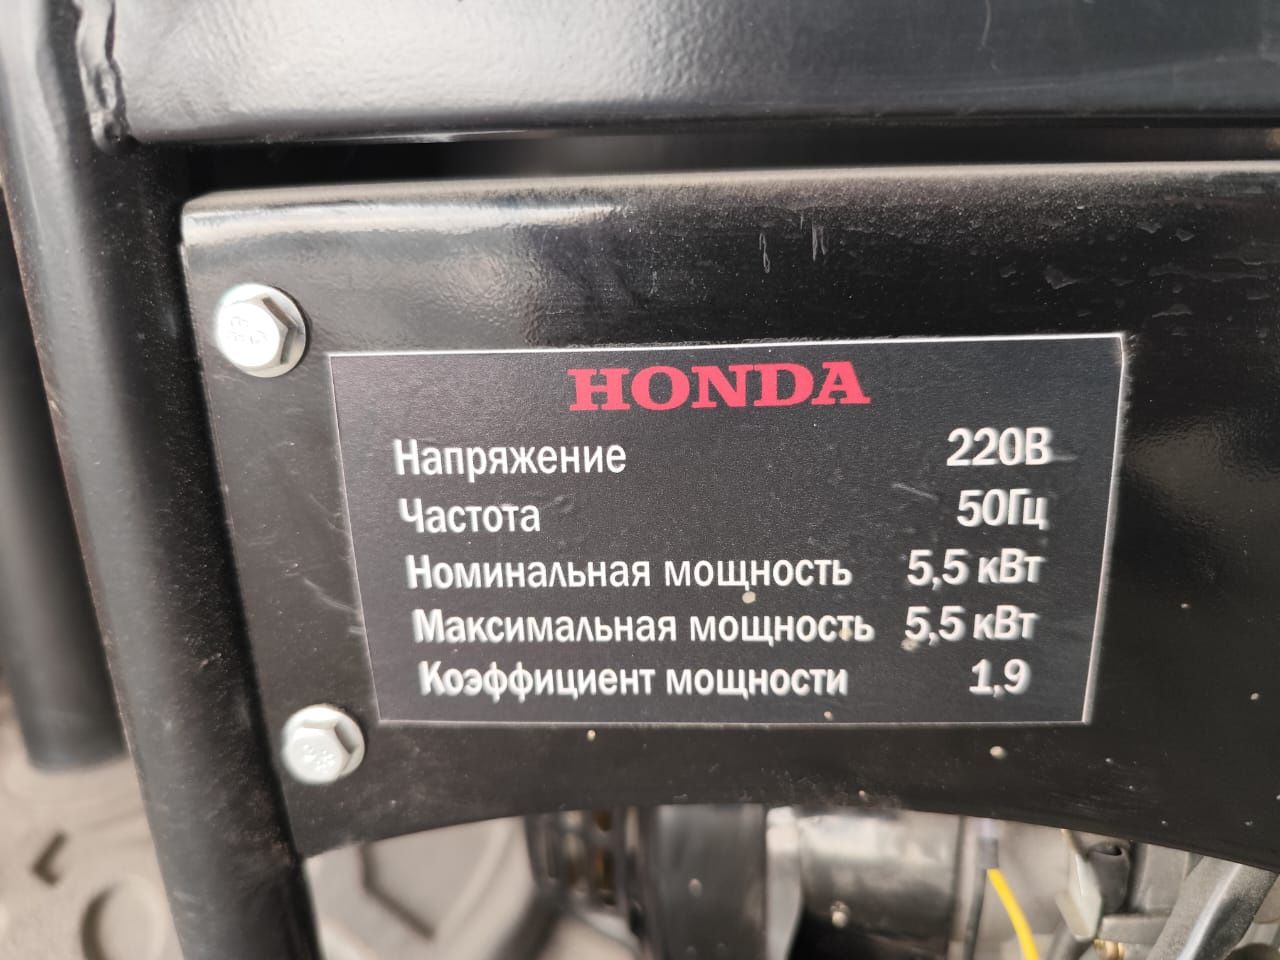 HONDA
Напряжение 220В
Частота 50Гц
Номинальная мощность 5,5 кВт
Максимальная мощность 5,5 кВт
Коэффициент мощности 1,9